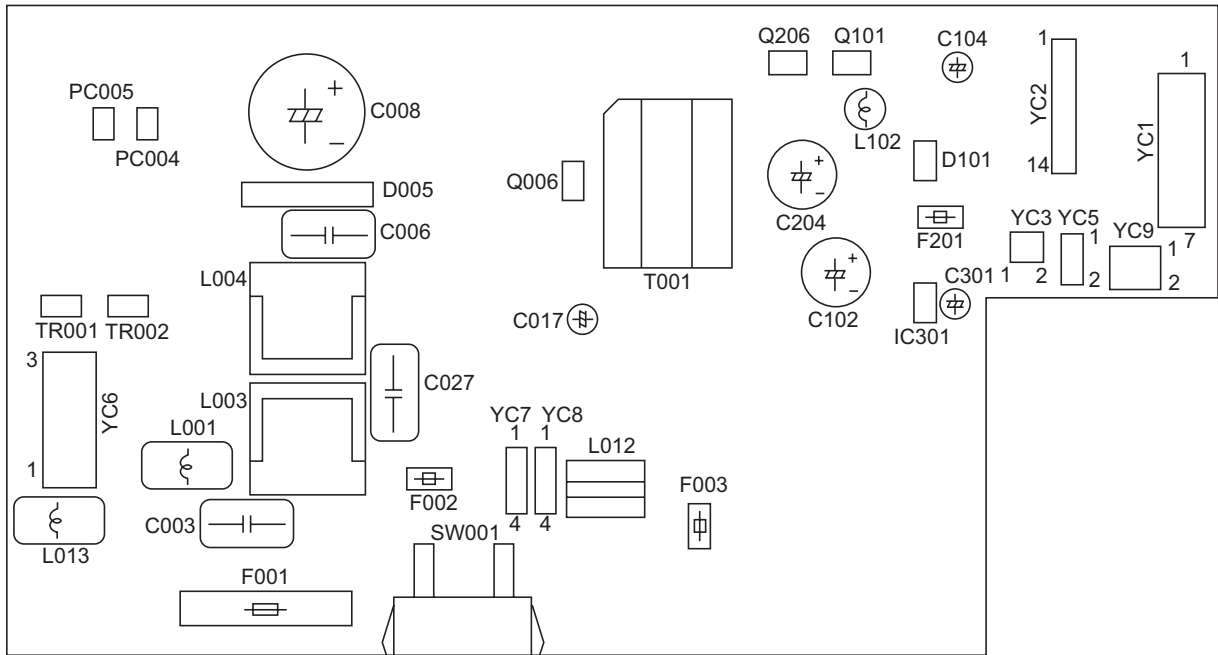 Q206 Q101 C104 1
1
PC005
+
C008
YC2
YC1
PC004
−
L102
D101
14
D005
Q006
+
−
C204
C006
F201
YC3 YC5 YC9 7
1
1
L004
T001
+
−
1 2
2
2
C301
TR001 TR002
C017
C102
IC301
3
YC6
C027
L003
YC7 YC8
L001
1 1
L012
1
F003
F002
C003
4 4
L013
SW001
F001